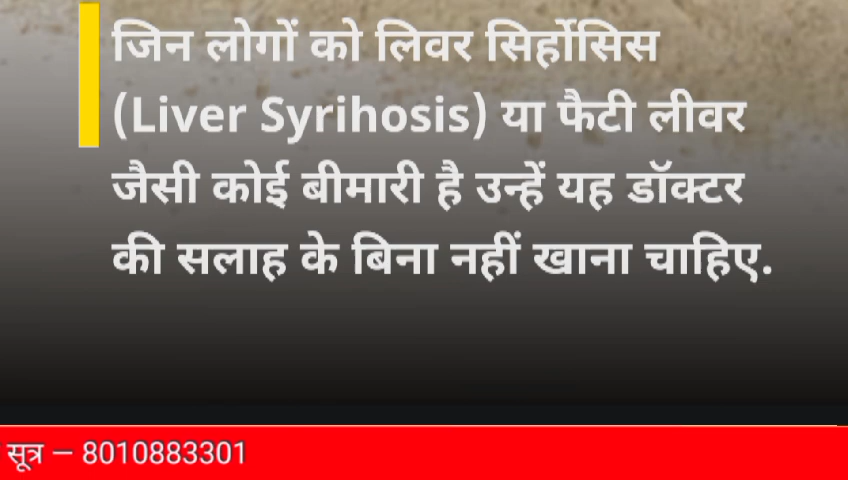 जिन लोगों को लिवर सिर्होसिस
(Liver Syrihosis) या फैटी लीवर
जैसी कोई बीमारी है उन्हें यह डॉक्टर
की सलाह के बिना नहीं खाना चाहिए.
सूत्र – 8010883301